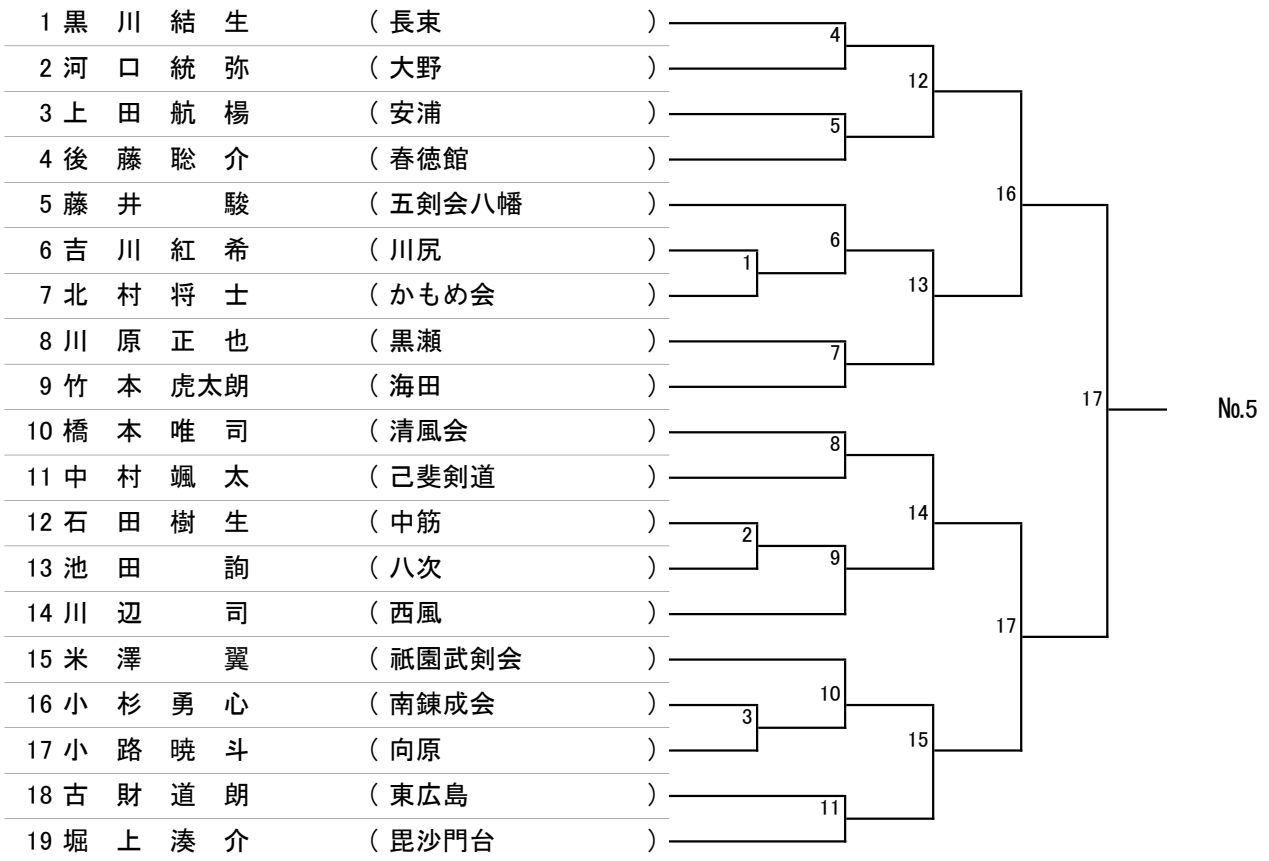 1 黒 川 結 生 ( 長束 )
2 河 口 統 弥 ( 大野 )
3 上 田 航 楊 ( 安浦 )
4 後 藤 聡 介 ( 春徳館 )
5 藤 井 駿 ( 五剣会八幡 )
6 吉 川 紅 希 ( 川尻 )
7 北 村 将 士 ( かもめ会 )
8 川 原 正 也 ( 黒瀬 )
9 竹 本 虎太朗 ( 海田 )
10 橋 本 唯 司 ( 清風会 )
11 中 村 颯 太 ( 己斐剣道 )
12 石 田 樹 生 ( 中筋 )
13 池 田 詢 ( 八次 )
14 川 辺 司 ( 西風 )
15 米 澤 翼 ( 祇園武剣会 )
16 小 杉 勇 心 ( 南錬成会 )
17 小 路 暁 斗 ( 向原 )
18 古 財 道 朗 ( 東広島 )
19 堀 上 湊 介 ( 毘沙門台 )
4
12
5
16
6
1
13
7
17
№5
8
14
2
9
17
10
3
15
11